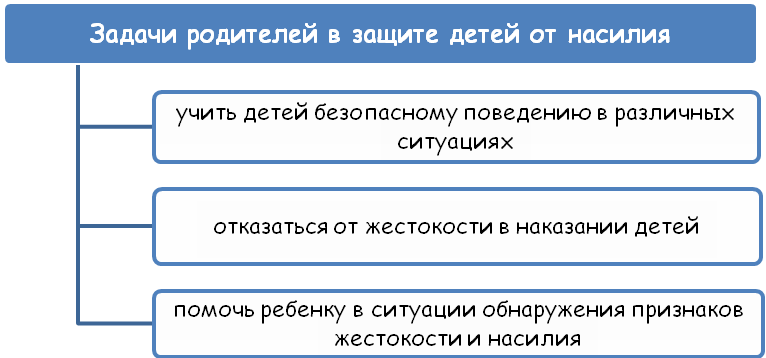 Задачи родителей в защите детей от насилия
учить детей безопасному поведению в различных
ситуациях
отказаться от жестокости в наказании детей
помочь ребенку в ситуации обнаружения признаков
жестокости и насилия